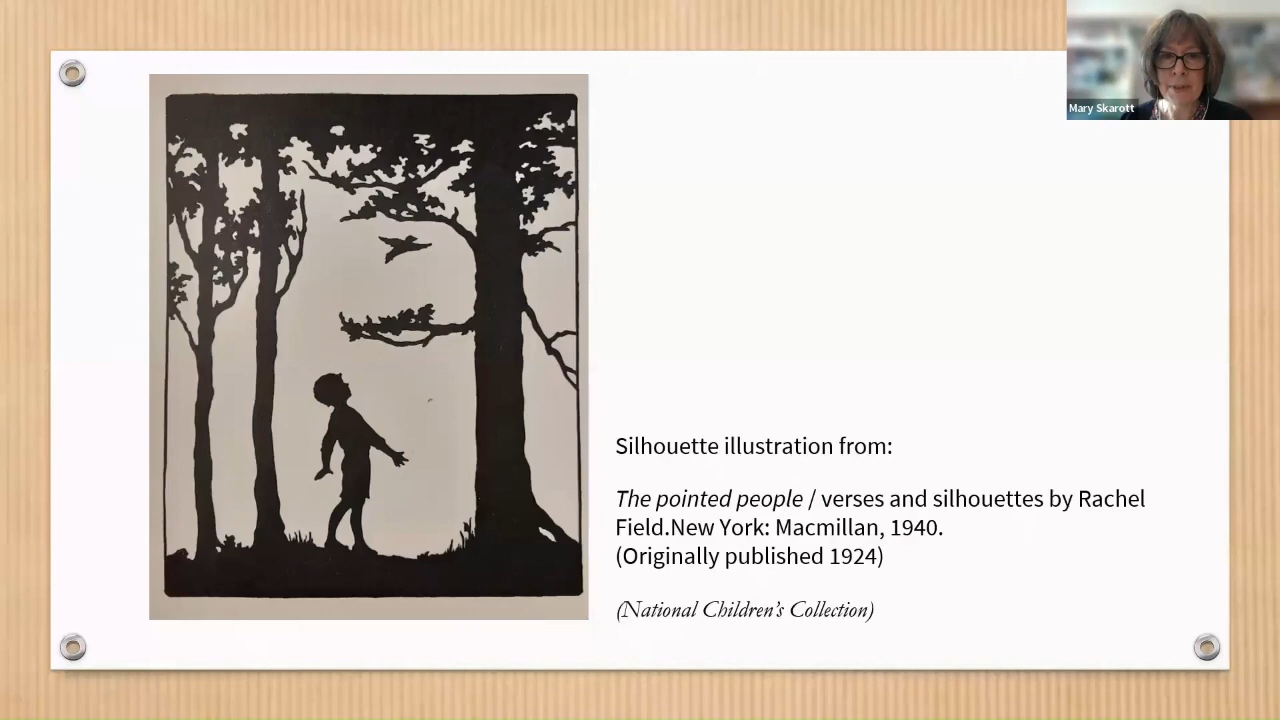 Mary Skarott
Silhouette illustration from:
The pointed people / verses and silhouettes by Rachel
Field.New York: Macmillan, 1940.
(Originally published 1924)
(National Children's Collection)